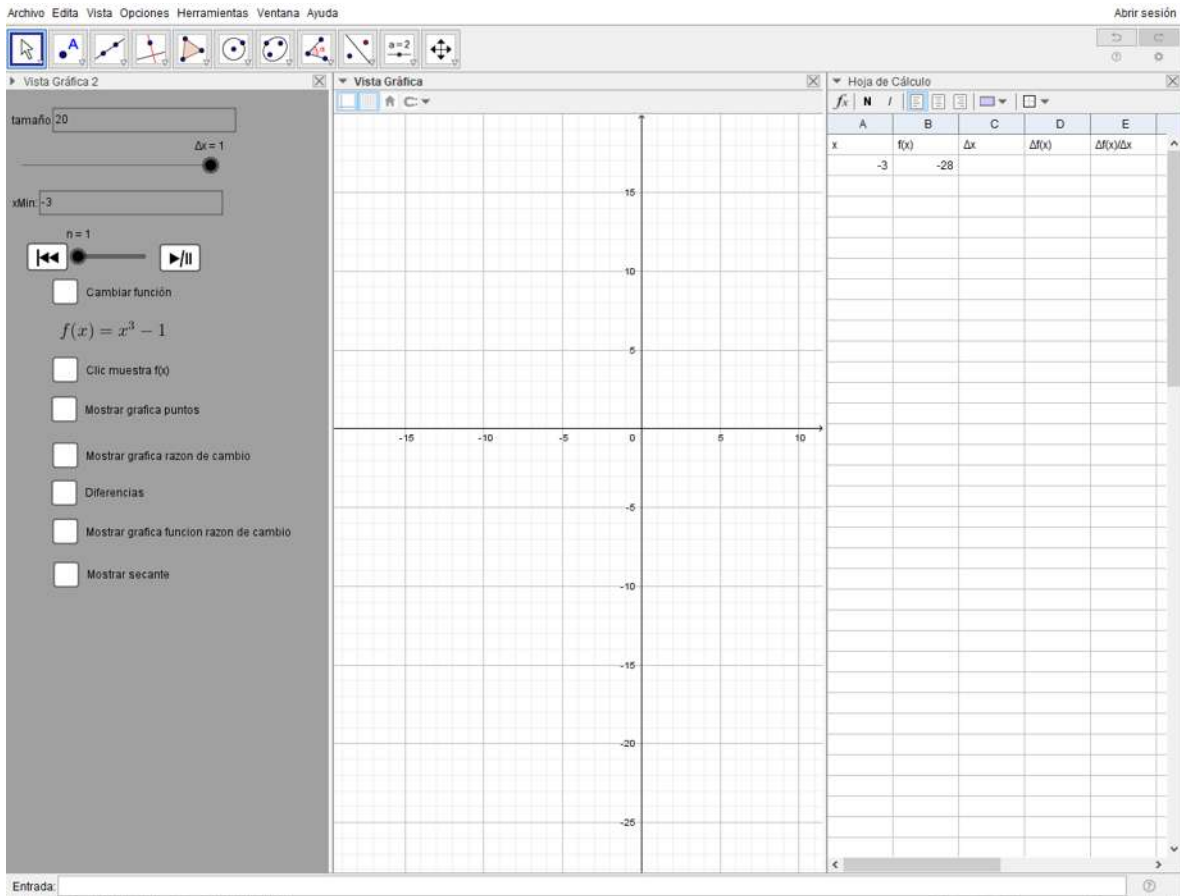 Archivo Edita Vista Opciones Herramientas Ventana Ayuda
Abrir sesión
A
a=2
Vista Gráfica 2
tamaño 20
Δx = 1
xMin: -3
n = 1
Cambiar función
f(x) = x³ − 1
Clic muestra f(x)
Mostrar grafica puntos
Mostrar grafica razon de cambio
Diferencias
Mostrar grafica funcion razon de cambio
Mostrar secante
Vista Gráfica
15
10
5
-15 -10 -5 0 5 10
-5
-10
-15
-20
-25
Hoja de Cálculo
fx N I
A B C D E
x f(x) Δx Δf(x) Δf(x)/Δx
-3 -28
Entrada: